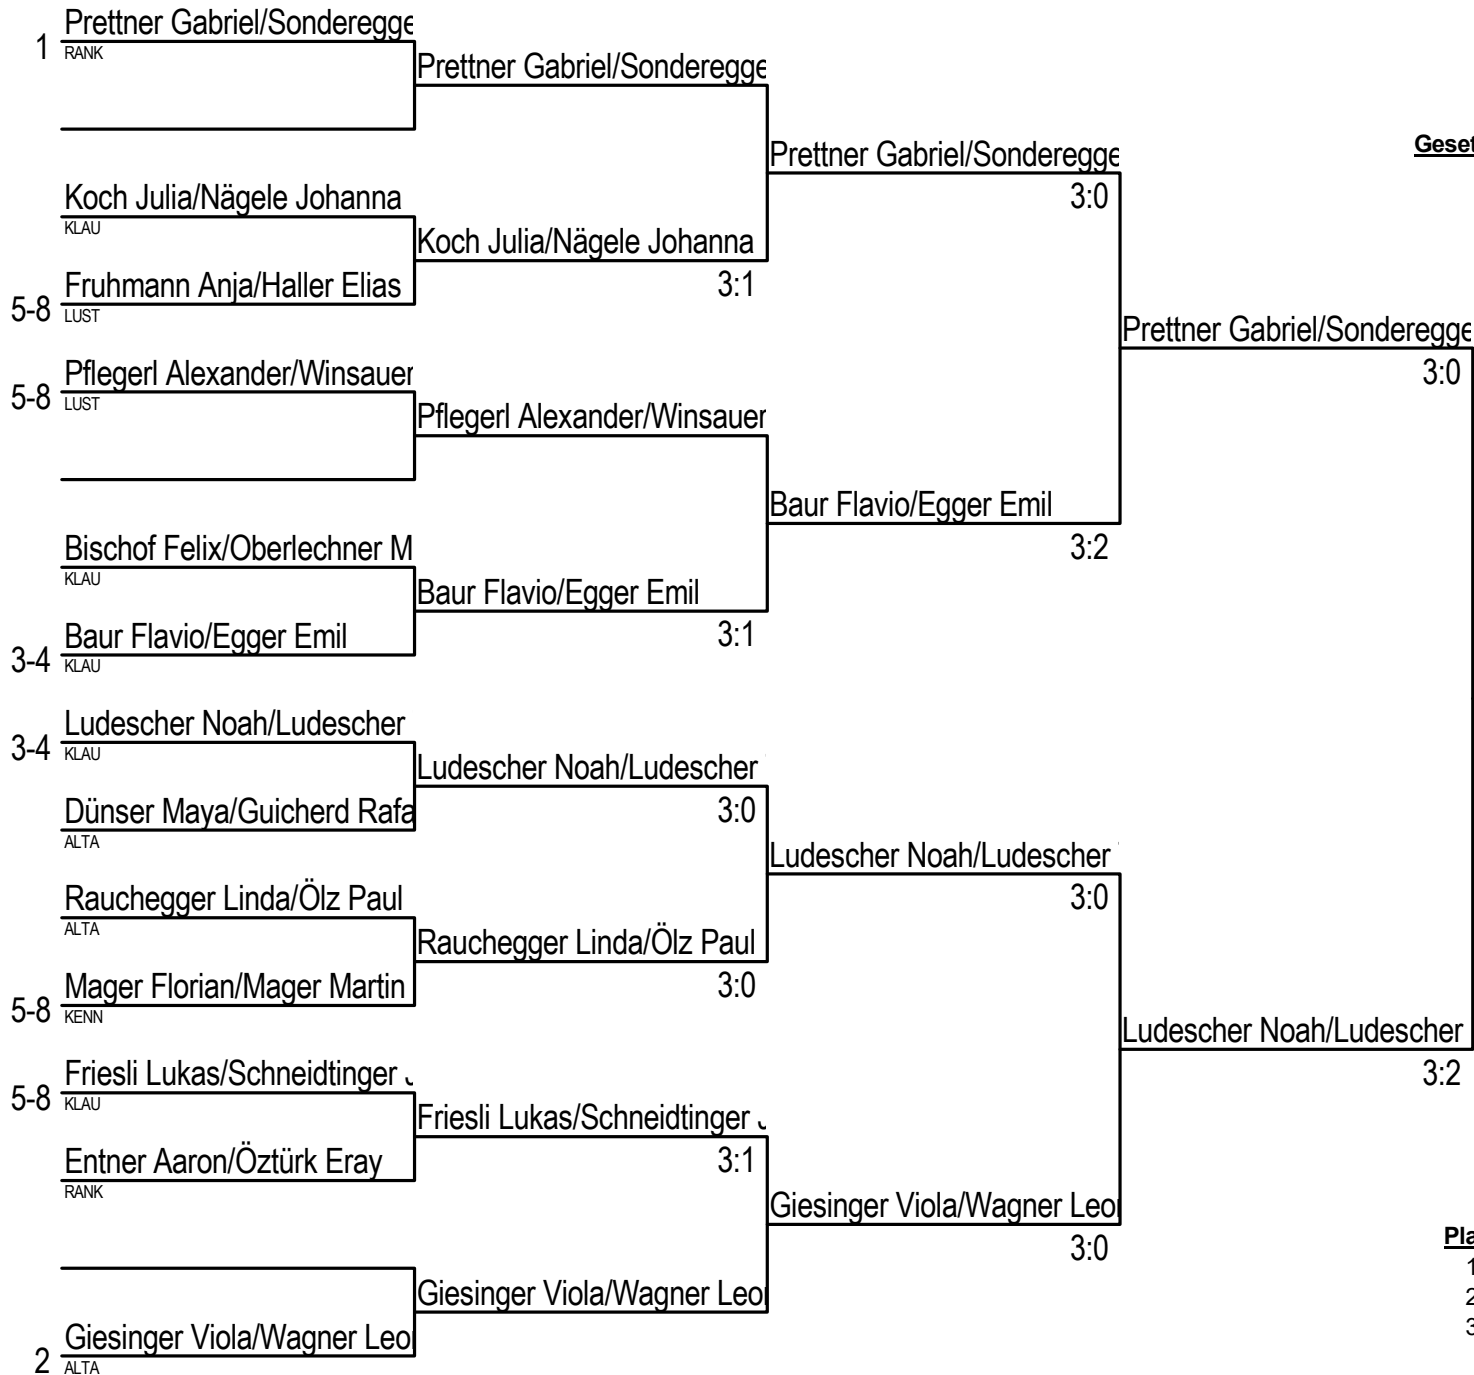 Prettner Gabriel/Sonderegge
1 RANK
Prettner Gabriel/Sonderegge
Geset
Prettner Gabriel/Sonderegge
3:0
Koch Julia/Nägele Johanna
KLAU
Koch Julia/Nägele Johanna
3:1
Fruhmann Anja/Haller Elias
5-8 LUST
Prettner Gabriel/Sonderegge
3:0
Pflegerl Alexander/Winsauer
5-8 LUST
Pflegerl Alexander/Winsauer
Baur Flavio/Egger Emil
3:2
Bischof Felix/Oberlechner M
KLAU
Baur Flavio/Egger Emil
3:1
Baur Flavio/Egger Emil
3-4 KLAU
Ludescher Noah/Ludescher
3-4 KLAU
Ludescher Noah/Ludescher
3:0
Dünser Maya/Guicherd Rafa
ALTA
Ludescher Noah/Ludescher
3:0
Rauchegger Linda/Ölz Paul
ALTA
Rauchegger Linda/Ölz Paul
3:0
Mager Florian/Mager Martin
5-8 KENN
Ludescher Noah/Ludescher
3:2
Friesli Lukas/Schneidtinger J
5-8 KLAU
Friesli Lukas/Schneidtinger J
3:1
Entner Aaron/Öztürk Eray
RANK
Giesinger Viola/Wagner Leo
3:0
Pla
1
2
3
Giesinger Viola/Wagner Leo
Giesinger Viola/Wagner Leo
2 ALTA